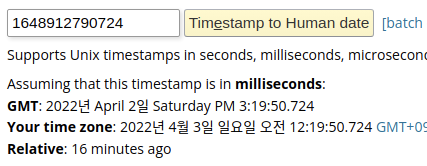 1648912790724 Timestamp to Human date [batch
Supports Unix timestamps in seconds, milliseconds, microsecon
Assuming that this timestamp is in milliseconds:
GMT: 2022년 April 2일 Saturday PM 3:19:50.724
Your time zone: 2022년 4월 3일 일요일 오전 12:19:50.724 GMT+09
Relative: 16 minutes ago